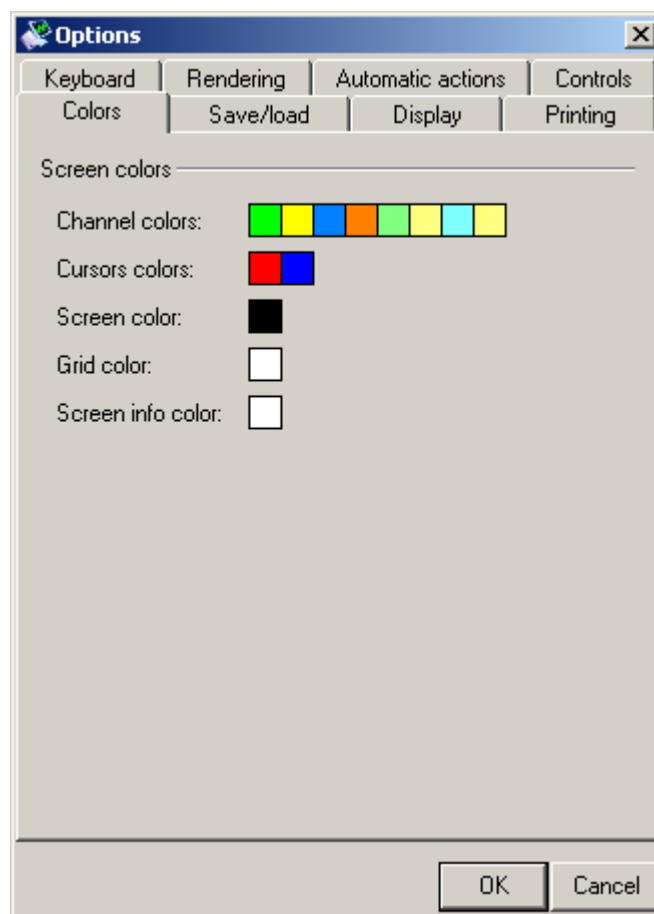 Options
Keyboard Rendering Automatic actions Controls
Colors Save/load Display Printing
Screen colors
Channel colors:
Cursors colors:
Screen color:
Grid color:
Screen info color:
OK Cancel